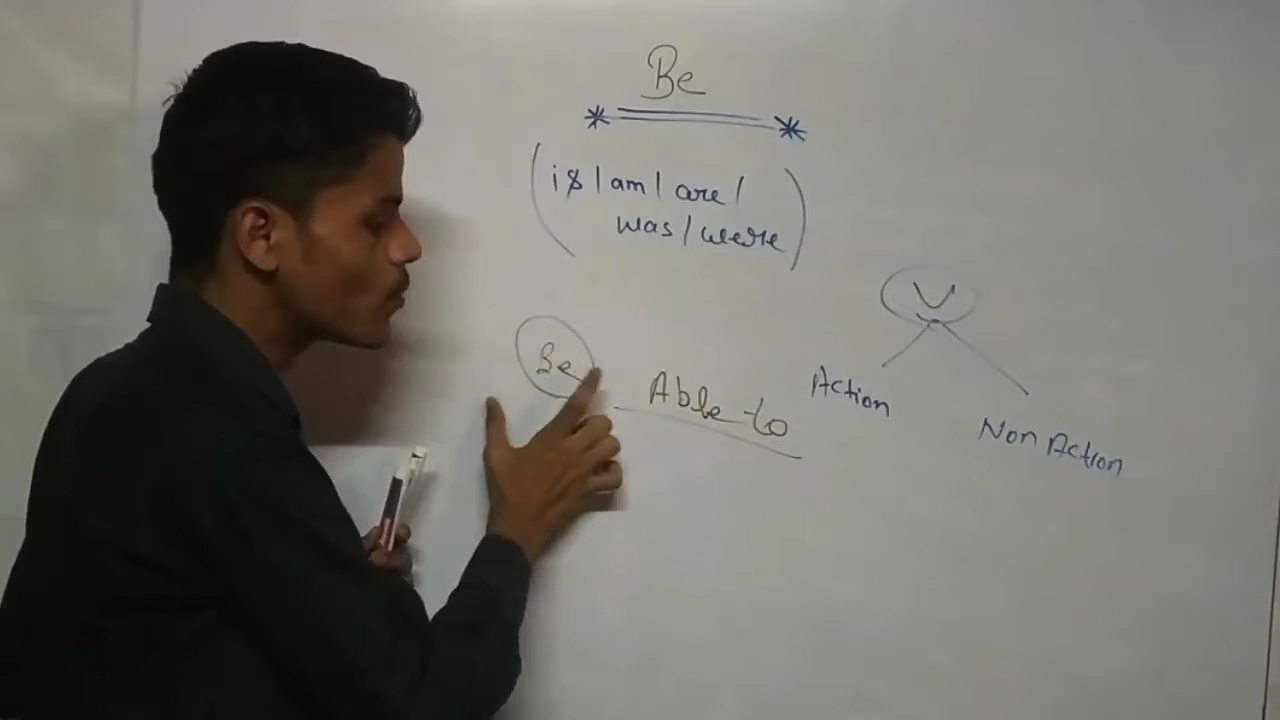 Be
(is/am/are/
was/were)
V
Be Able to
Action
Non Action